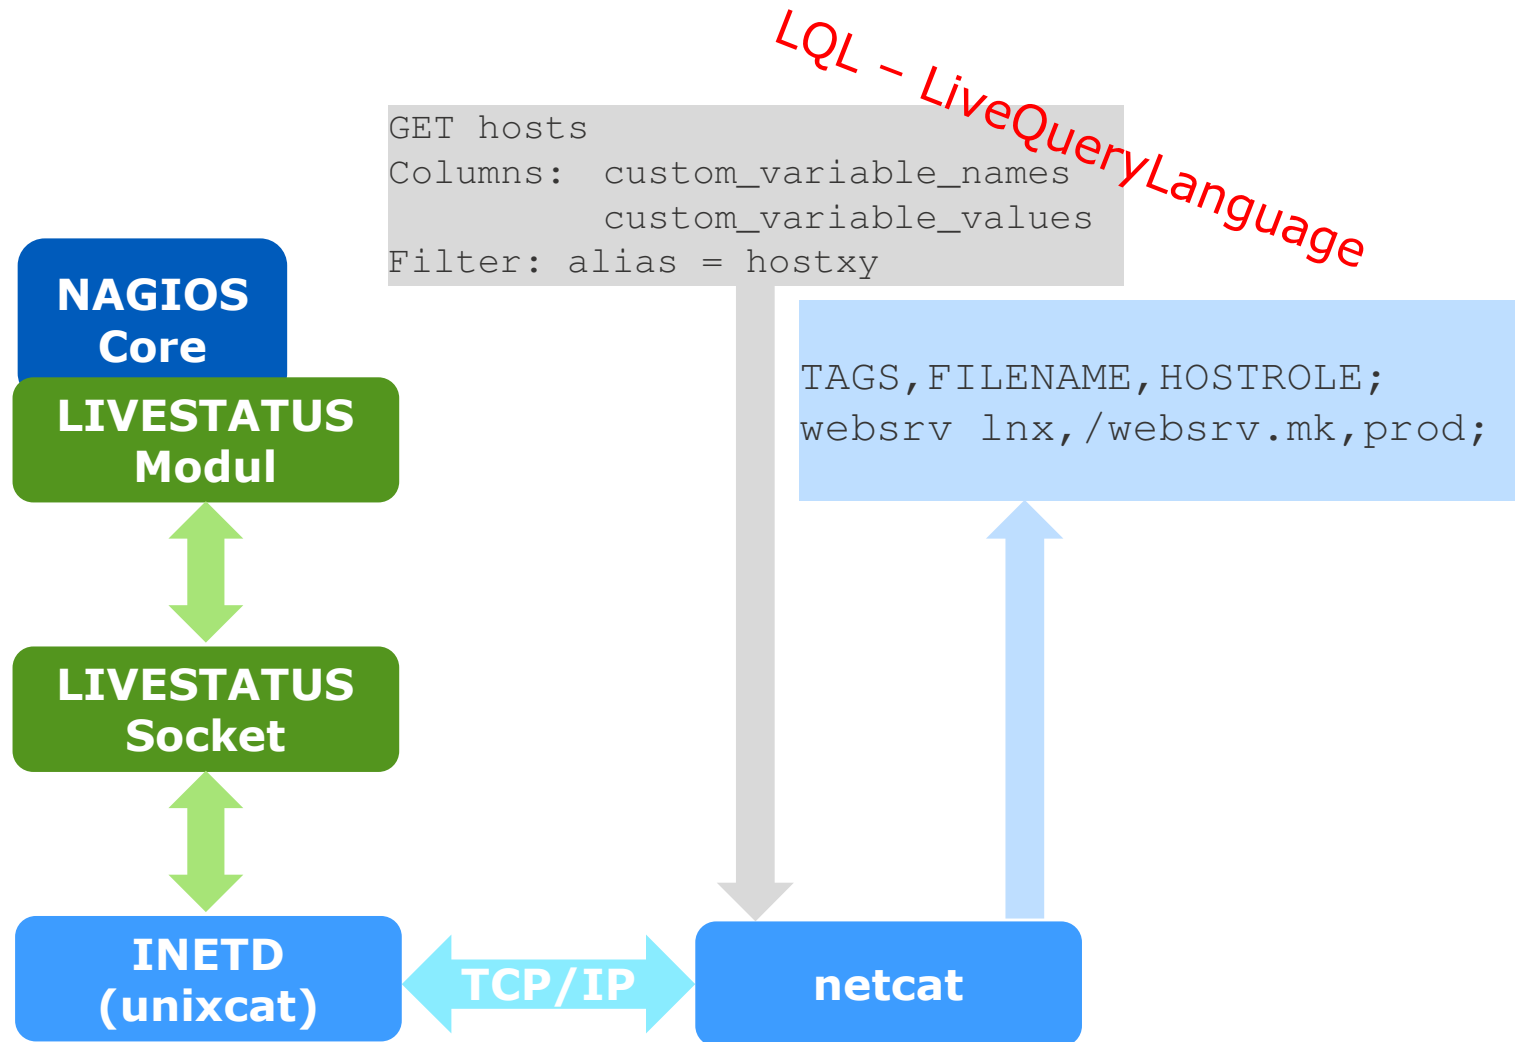 LQL – LiveQueryLanguage
GET hosts
Columns: custom_variable_names
custom_variable_values
Filter: alias = hostxy
NAGIOS
Core
LIVESTATUS
Modul
TAGS,FILENAME,HOSTROLE;
websrv lnx,/websrv.mk,prod;
LIVESTATUS
Socket
INETD
(unixcat)
TCP/IP
netcat